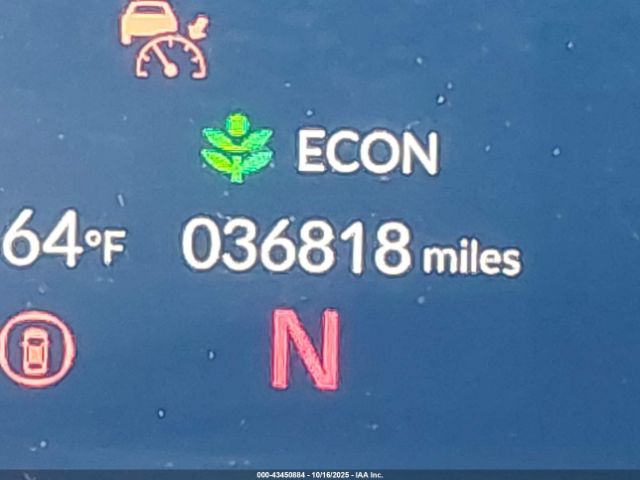 ECON
64°F 036818 miles
N
000-43450884 - 10/16/2025 - IAA Inc.